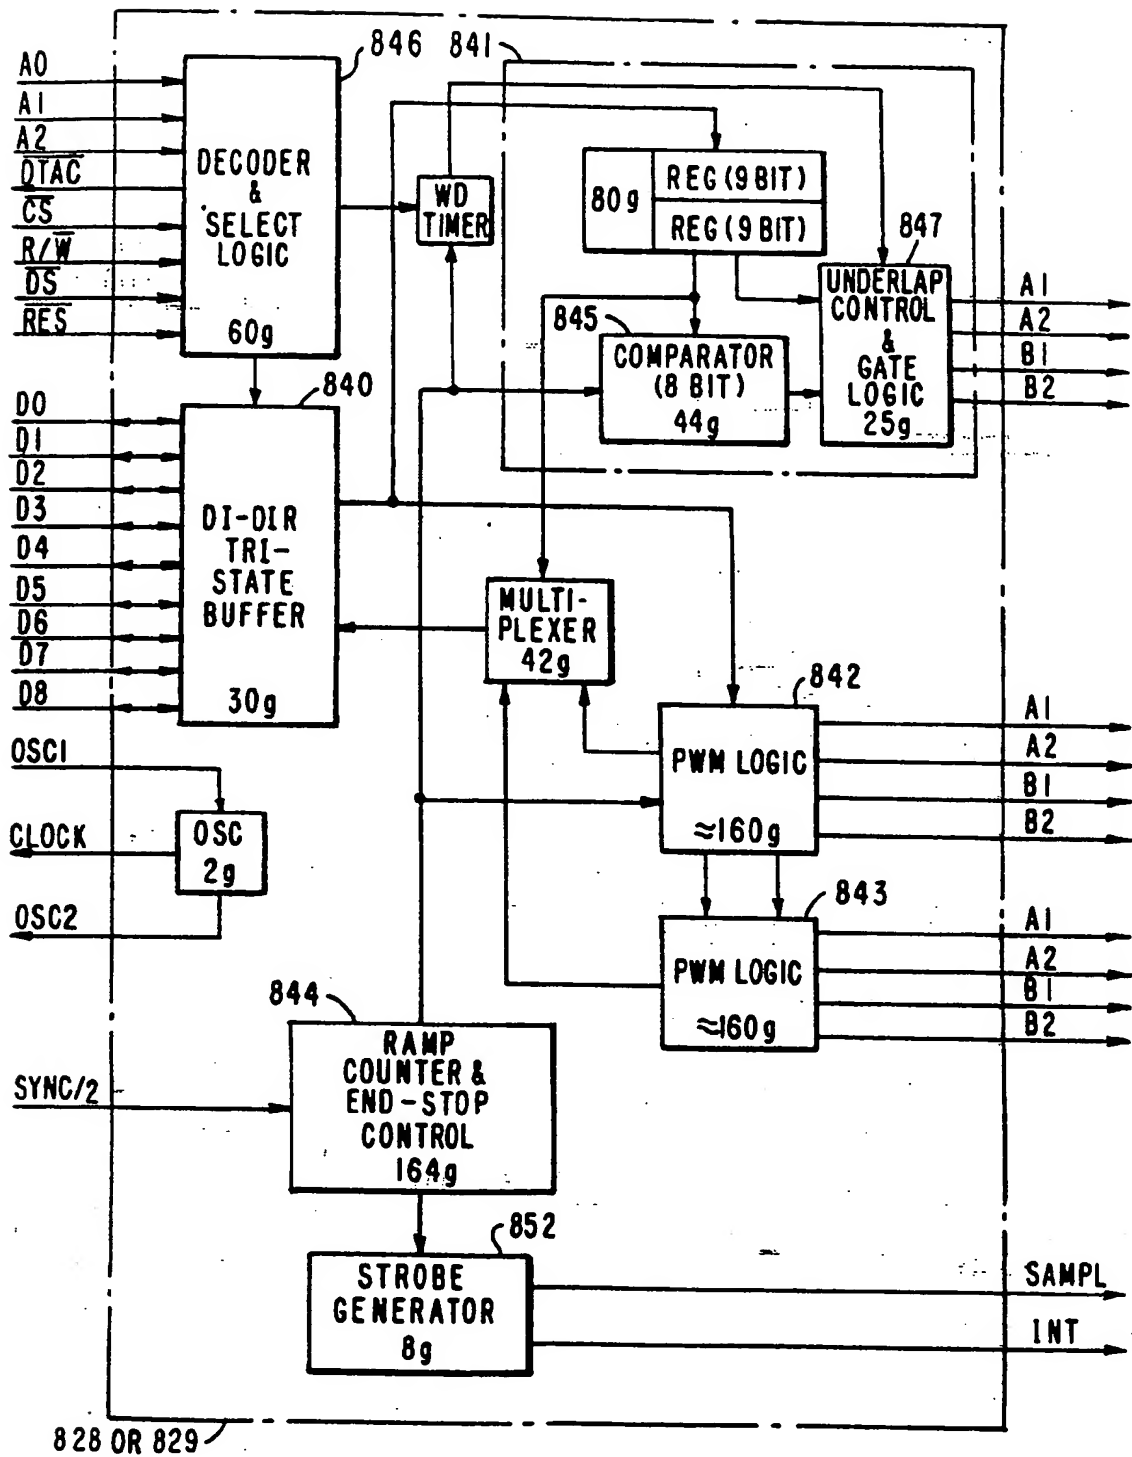 846
841
A0
A1
A2
DTAC
CS
R/W
DS
RES
DECODER
&
SELECT
LOGIC
60g
WD
TIMER
80g
REG (9 BIT)
REG (9 BIT)
847
UNDERLAP
CONTROL
&
GATE
LOGIC
25g
A1
A2
B1
B2
845
COMPARATOR
(8 BIT)
44g
840
D0
D1
D2
D3
D4
D5
D6
D7
D8
DI-DIR
TRI-
STATE
BUFFER
30g
MULTI-
PLEXER
42g
842
PWM LOGIC
≈160g
A1
A2
B1
B2
OSC1
CLOCK
OSC2
OSC
2g
843
PWM LOGIC
≈160g
A1
A2
B1
B2
844
RAMP
COUNTER &
END-STOP
CONTROL
164g
SYNC/2
852
STROBE
GENERATOR
8g
SAMPL
INT
828 OR 829